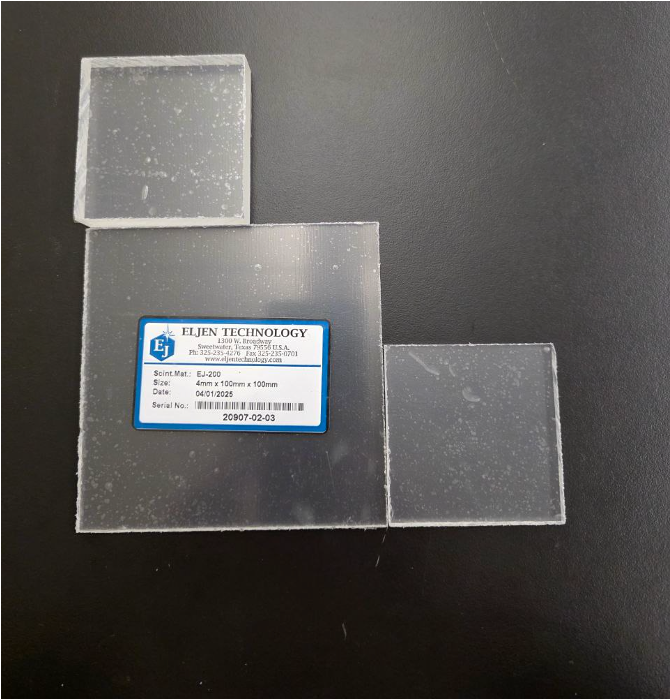 EJ
ELJEN TECHNOLOGY
1300 W. Broadway
Sweetwater, Texas 79556 U.S.A.
Ph: 325-235-4276 Fax 325-235-0701
www.eljentechnology.com
Scint.Mat.: EJ-200
Size: 4mm x 100mm x 100mm
Date: 04/01/2025
Serial No.:
20907-02-03